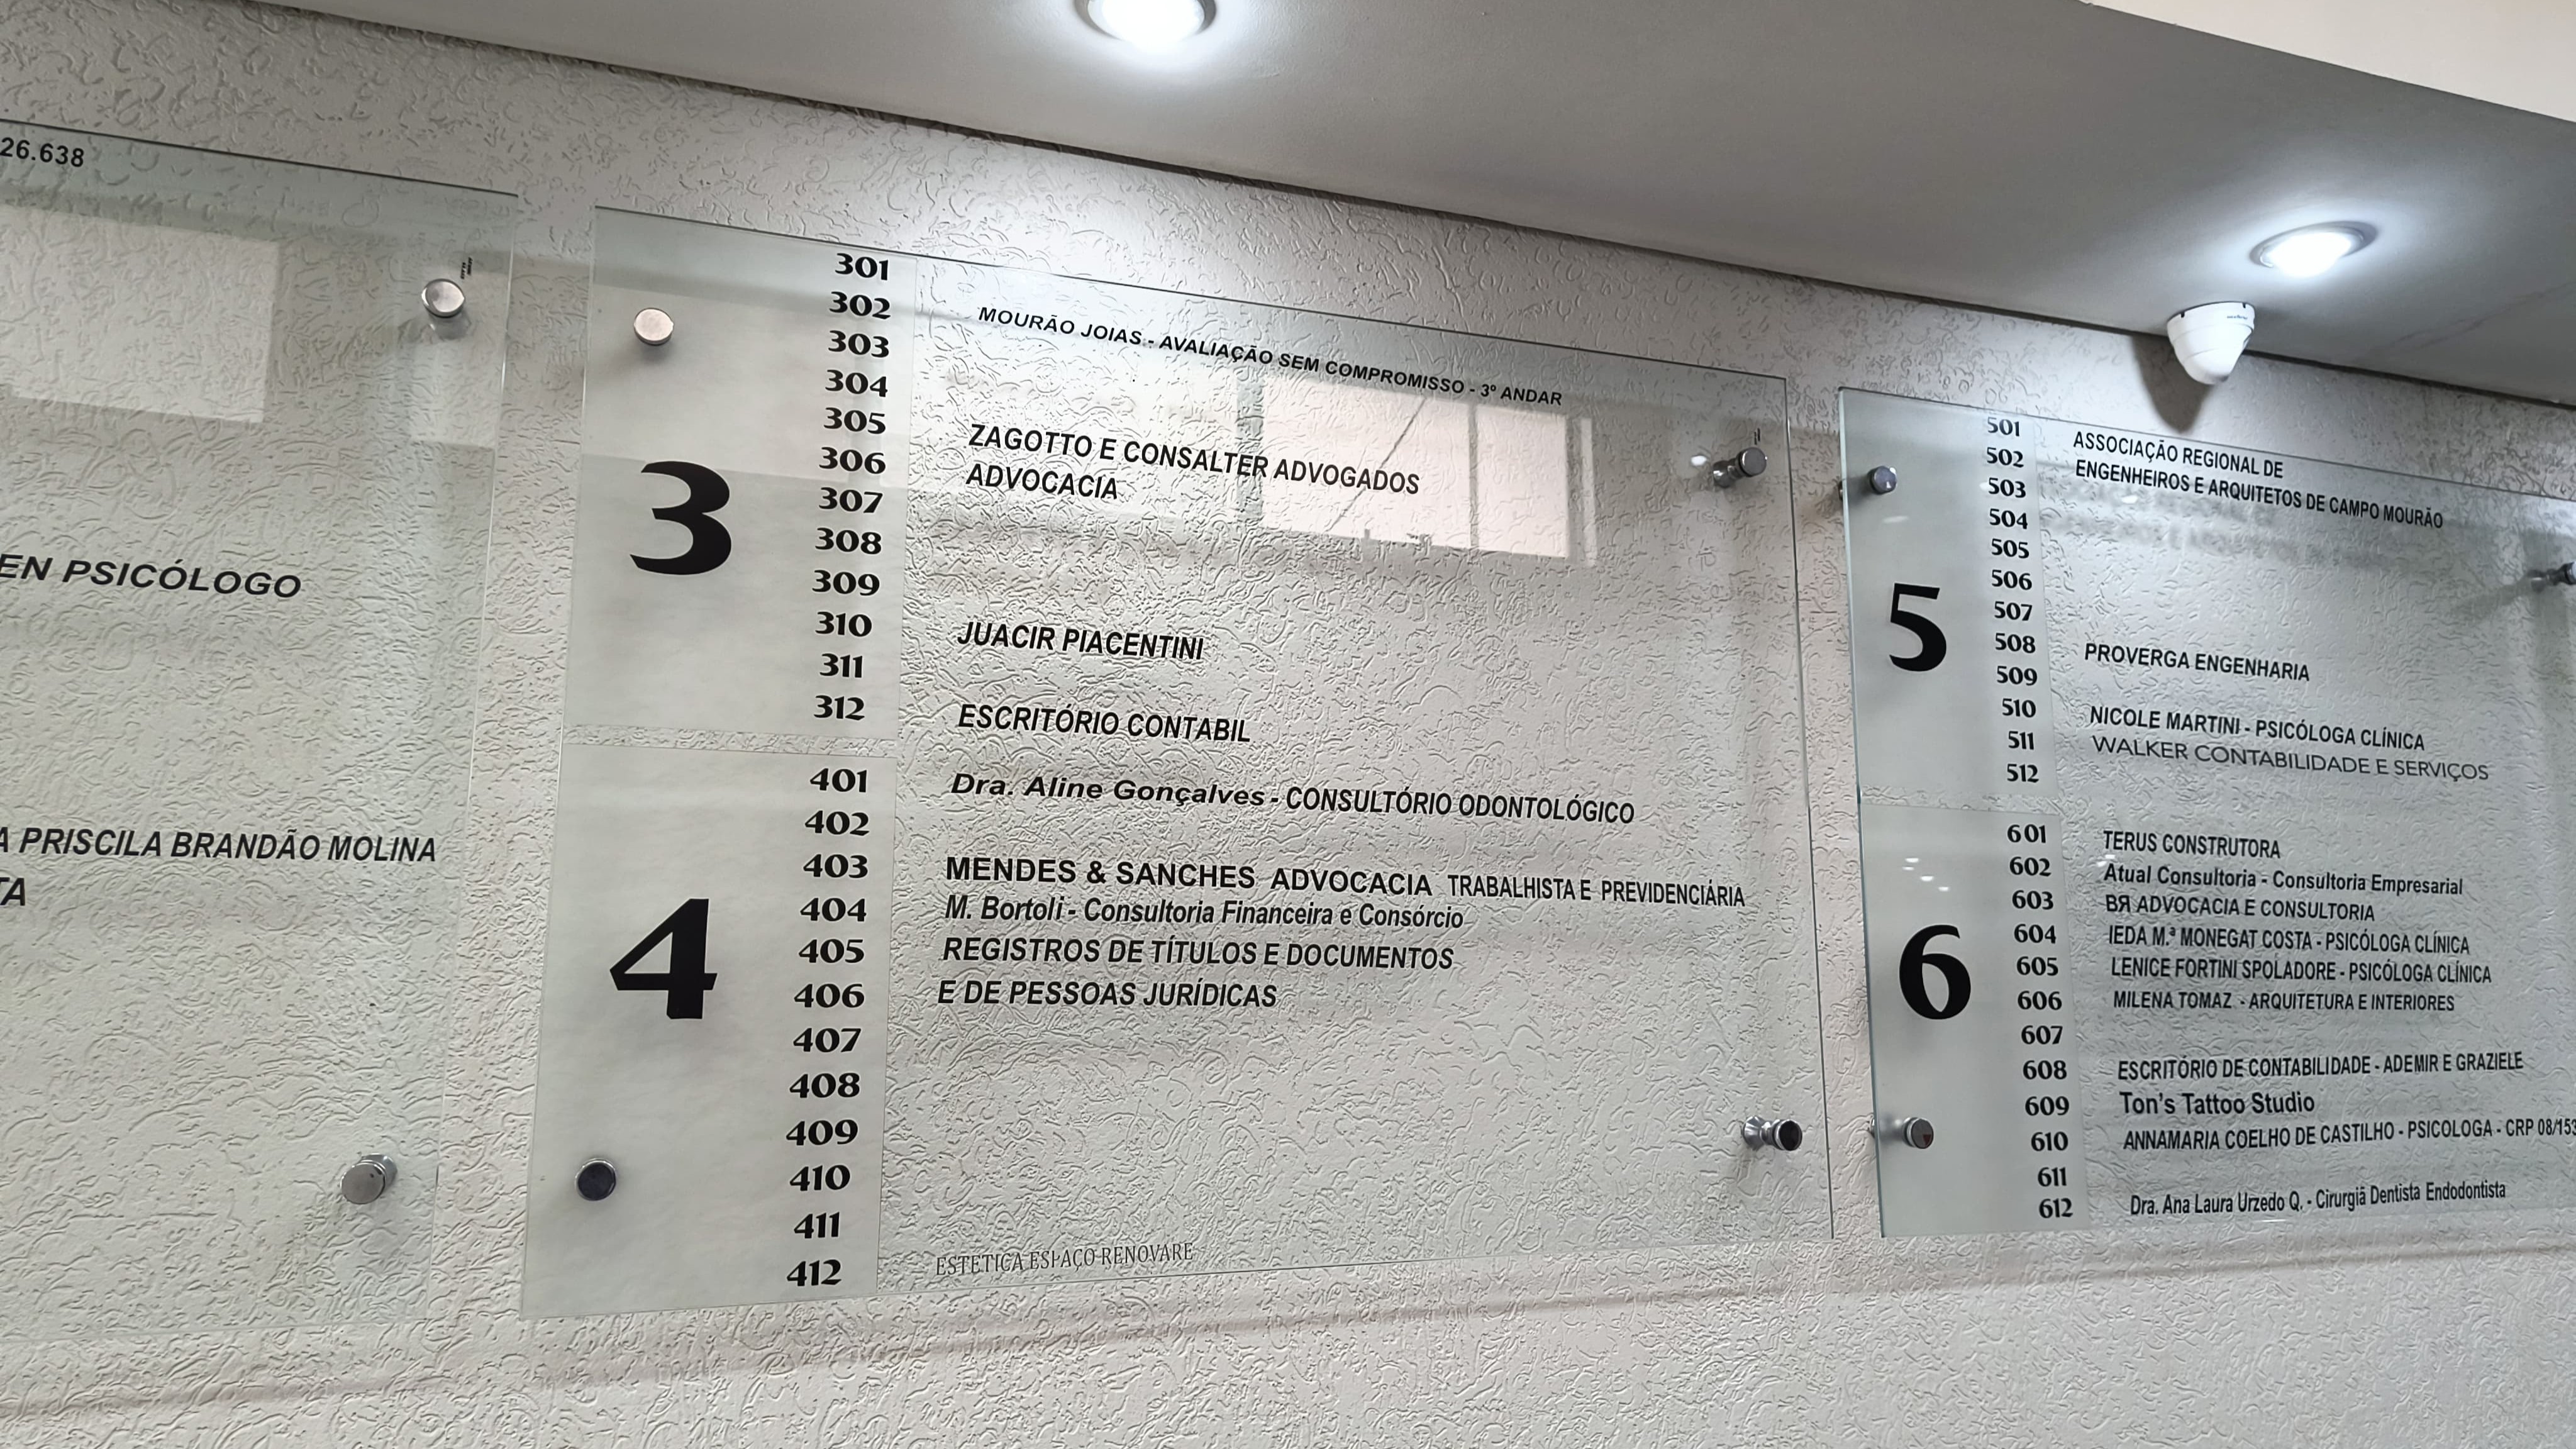 26.638
EN PSICÓLOGO
A PRISCILA BRANDÃO MOLINA
TA
3
301
302 MOURÃO JOIAS - AVALIAÇÃO SEM COMPROMISSO - 3º ANDAR
303
304
305 ZAGOTTO E CONSALTER ADVOGADOS
306 ADVOCACIA
307
308
309
310 JUACIR PIACENTINI
311
312 ESCRITÓRIO CONTABIL
4
401 Dra. Aline Gonçalves - CONSULTÓRIO ODONTOLÓGICO
402
403 MENDES & SANCHES ADVOCACIA TRABALHISTA E PREVIDENCIÁRIA
404 M. Bortoli - Consultoria Financeira e Consórcio
405 REGISTROS DE TÍTULOS E DOCUMENTOS
406 E DE PESSOAS JURÍDICAS
407
408
409
410
411
412 ESTETICA ESPAÇO RENOVARE
5
501 ASSOCIAÇÃO REGIONAL DE
502 ENGENHEIROS E ARQUITETOS DE CAMPO MOURÃO
503
504
505
506
507
508 PROVERGA ENGENHARIA
509
510 NICOLE MARTINI - PSICÓLOGA CLÍNICA
511 WALKER CONTABILIDADE E SERVIÇOS
512
6
601 TERUS CONSTRUTORA
602 Atual Consultoria - Consultoria Empresarial
603 BЯ ADVOCACIA E CONSULTORIA
604 IEDA M.ª MONEGAT COSTA - PSICÓLOGA CLÍNICA
605 LENICE FORTINI SPOLADORE - PSICÓLOGA CLÍNICA
606 MILENA TOMAZ - ARQUITETURA E INTERIORES
607
608 ESCRITÓRIO DE CONTABILIDADE - ADEMIR E GRAZIELE
609 Ton's Tattoo Studio
610 ANNAMARIA COELHO DE CASTILHO - PSICOLOGA - CRP 08/153
611
612 Dra. Ana Laura Urzedo Q. - Cirurgiã Dentista Endodontista